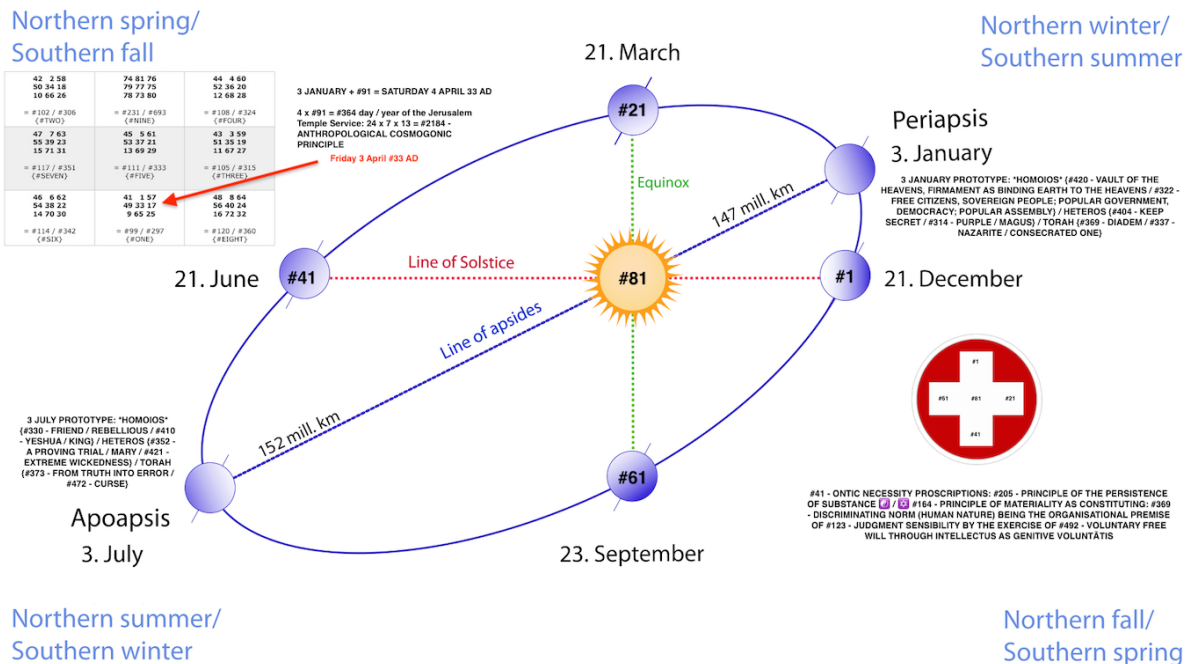 Northern spring/
Southern fall
Northern winter/
Southern summer
42 2 58
50 34 18
10 66 26
= #102 / #306
{#TWO}
74 81 76
79 77 75
78 73 80
= #231 / #693
{#NINE}
44 4 60
52 36 20
12 68 28
= #108 / #324
{#FOUR}
47 7 63
55 39 23
15 71 31
= #117 / #351
{#SEVEN}
45 5 61
53 37 21
13 69 29
= #111 / #333
{#FIVE}
43 3 59
51 35 19
11 67 27
= #105 / #315
{#THREE}
46 6 62
54 38 22
14 70 30
= #114 / #342
{#SIX}
41 1 57
49 33 17
9 65 25
= #99 / #297
{#ONE}
48 8 64
56 40 24
16 72 32
= #120 / #360
{#EIGHT}
3 JANUARY + #91 = SATURDAY 4 APRIL 33 AD
4 x #91 = #364 day / year of the Jerusalem
Temple Service: 24 x 7 x 13 = #2184 -
ANTHROPOLOGICAL COSMOGONIC
PRINCIPLE
Friday 3 April #33 AD
21. March
#21
Equinox
Periapsis
3. January
147 mill. km
3 JANUARY PROTOTYPE: *HOMOIOS* {#420 - VAULT OF THE
HEAVENS, FIRMAMENT AS BINDING EARTH TO THE HEAVENS / #322 -
FREE CITIZENS, SOVEREIGN PEOPLE; POPULAR GOVERNMENT,
DEMOCRACY; POPULAR ASSEMBLY) / HETEROS {#404 - KEEP
SECRET / #314 - PURPLE / MAGUS) / TORAH {#369 - DIADEM / #337 -
NAZARITE / CONSECRATED ONE}
21. June
#41
Line of Solstice
#81
#1
21. December
Line of apsides
152 mill. km
3 JULY PROTOTYPE: *HOMOIOS*
{#330 - FRIEND / REBELLIOUS / #410
- YESHUA / KING} / HETEROS {#352 -
A PROVING TRIAL / MARY / #421 -
EXTREME WICKEDNESS} / TORAH
{#373 - FROM TRUTH INTO ERROR /
#472 - CURSE}
Apoapsis
3. July
#61
23. September
#1
#61 #81 #21
#41
#41 - ONTIC NECESSITY PROSCRIPTIONS: #205 - PRINCIPLE OF THE PERSISTENCE
OF SUBSTANCE / #164 - PRINCIPLE OF MATERIALITY AS CONSTITUTING: #369
- DISCRIMINATING NORM (HUMAN NATURE) BEING THE ORGANISATIONAL PREMISE
OF #123 - JUDGMENT SENSIBILITY BY THE EXERCISE OF #492 - VOLUNTARY FREE
WILL THROUGH INTELLECTUS AS GENITIVE VOLUNTĀTIS
Northern summer/
Southern winter
Northern fall/
Southern spring